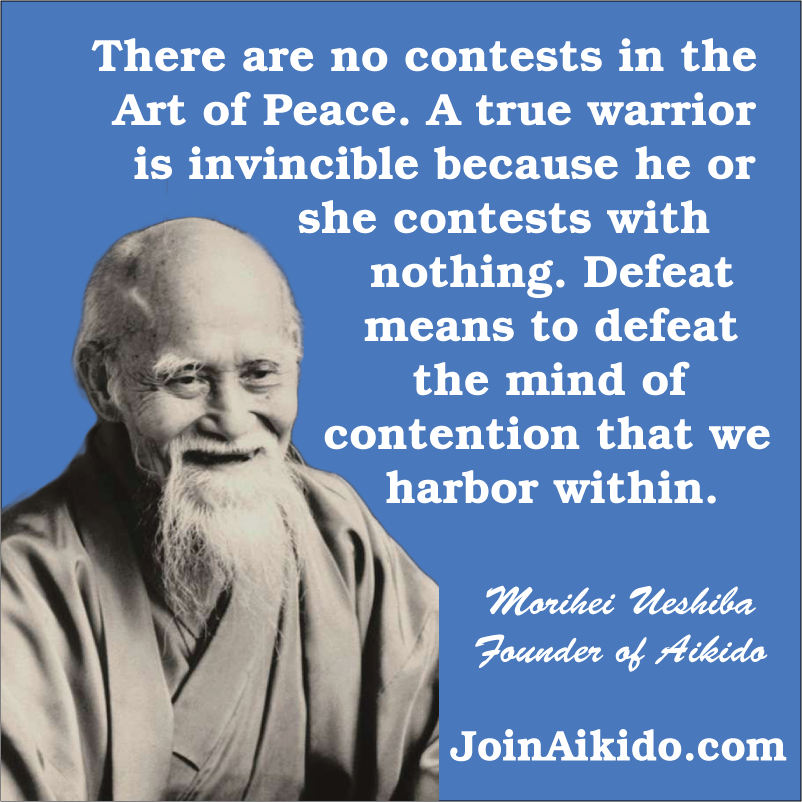 There are no contests in the
Art of Peace. A true warrior
is invincible because he or
she contests with
nothing. Defeat
means to defeat
the mind of
contention that we
harbor within.
Morihei Ueshiba
Founder of Aikido
JoinAikido.com